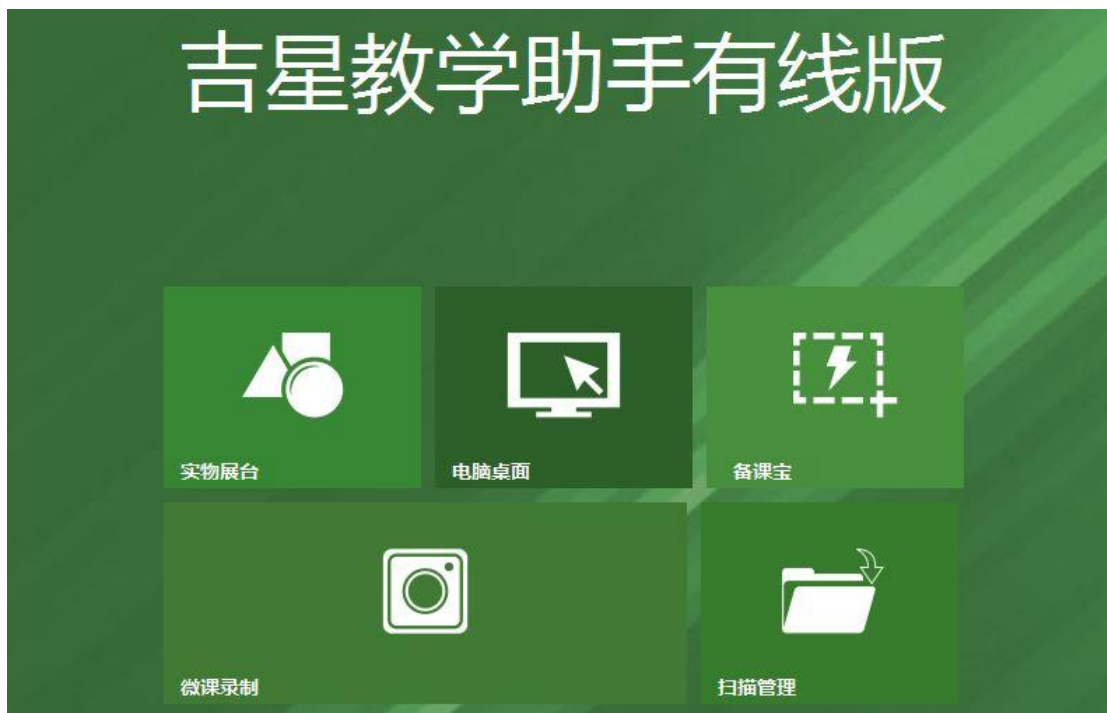 吉星教学助手有线版
实物展台
电脑桌面
备课宝
微课录制
扫描管理